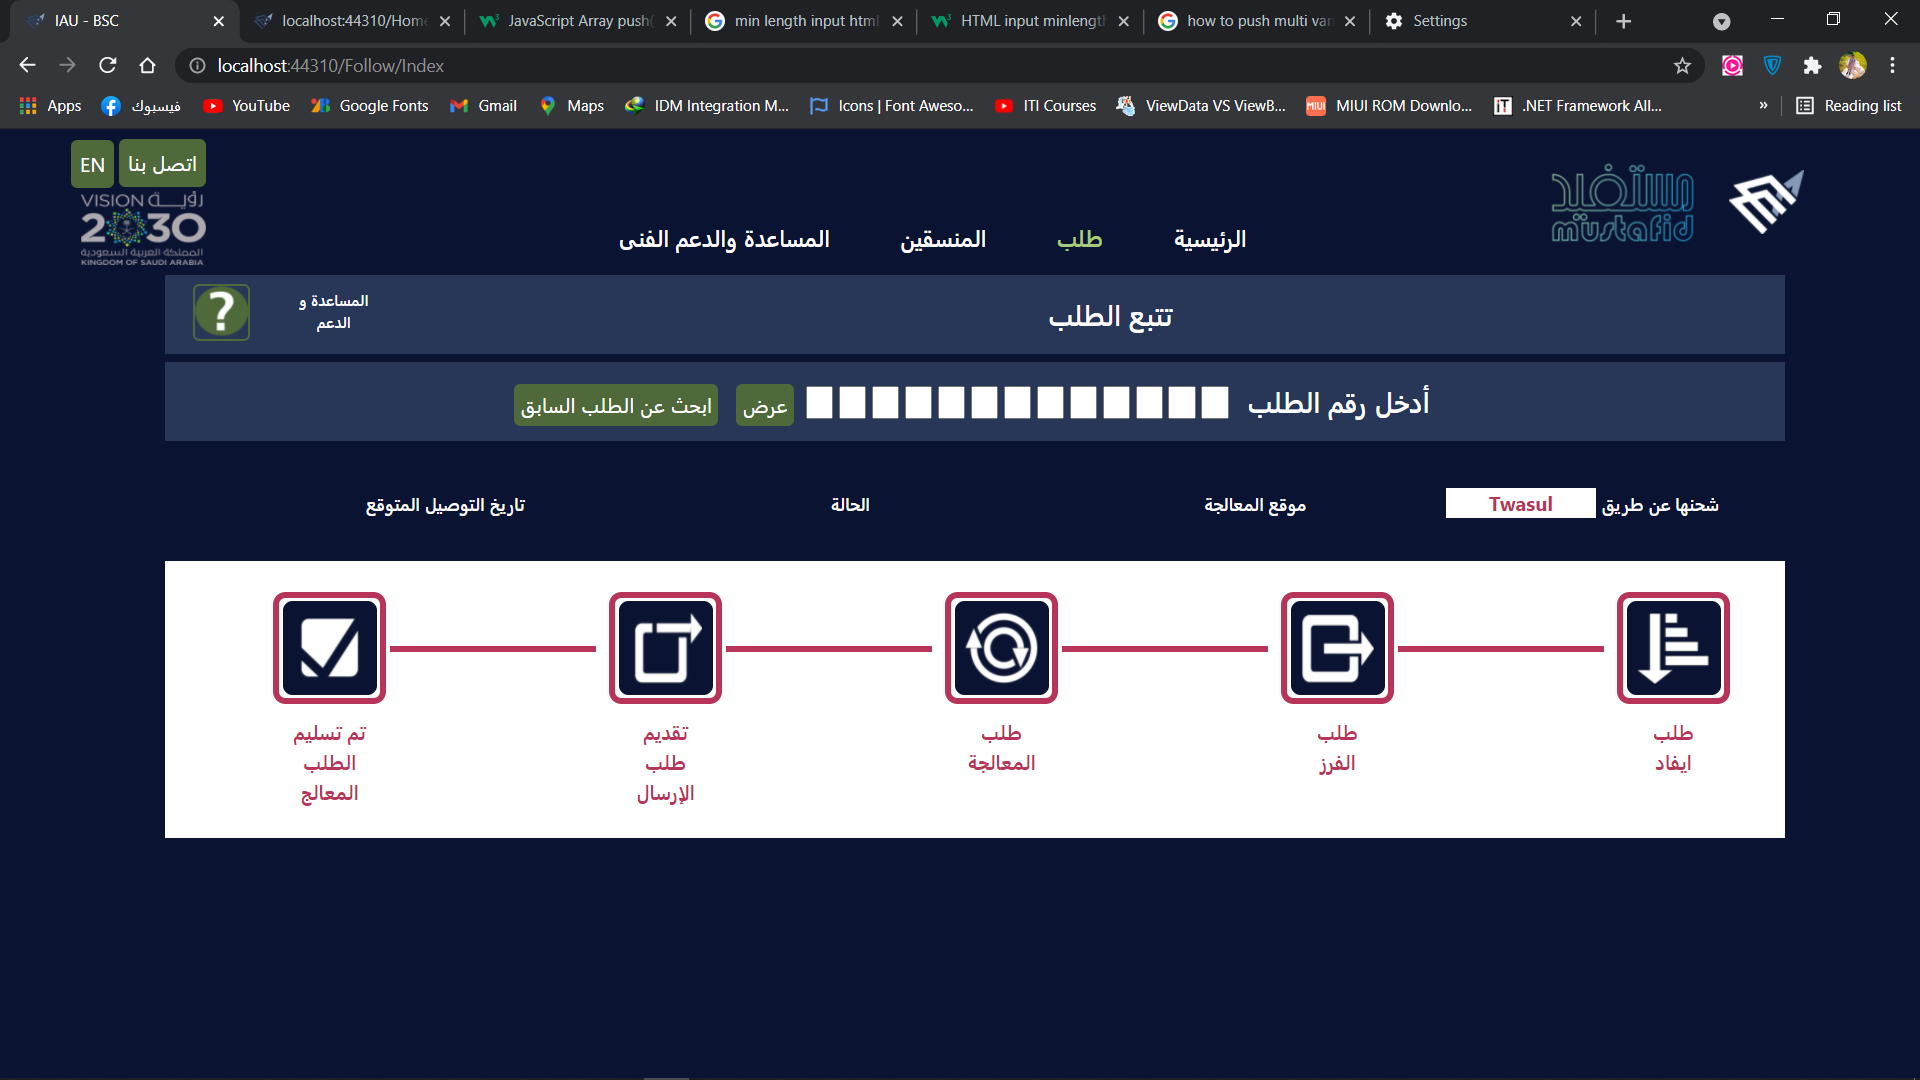 IAU - BSC
localhost:44310/Home
JavaScript Array push(
min length input html
HTML input minlength
how to push multi var
Settings
localhost:44310/Follow/Index
Apps
فيسبوك
YouTube
Google Fonts
Gmail
Maps
IDM Integration M...
Icons | Font Aweso...
ITI Courses
ViewData VS ViewB...
MIUI ROM Downlo...
.NET Framework All...
»
Reading list
EN
اتصل بنا
VISION رؤيـــة
2030
المملكة العربية السعودية
KINGDOM OF SAUDI ARABIA
مستفيد
mūstafid
الرئيسية
طلب
المنسقين
المساعدة والدعم الفنى
تتبع الطلب
المساعدة و
الدعم
أدخل رقم الطلب
عرض
ابحث عن الطلب السابق
شحنها عن طريق
Twasul
موقع المعالجة
الحالة
تاريخ التوصيل المتوقع
طلب
ايفاد
طلب
الفرز
طلب
المعالجة
تقديم
طلب
الإرسال
تم تسليم
الطلب
المعالج